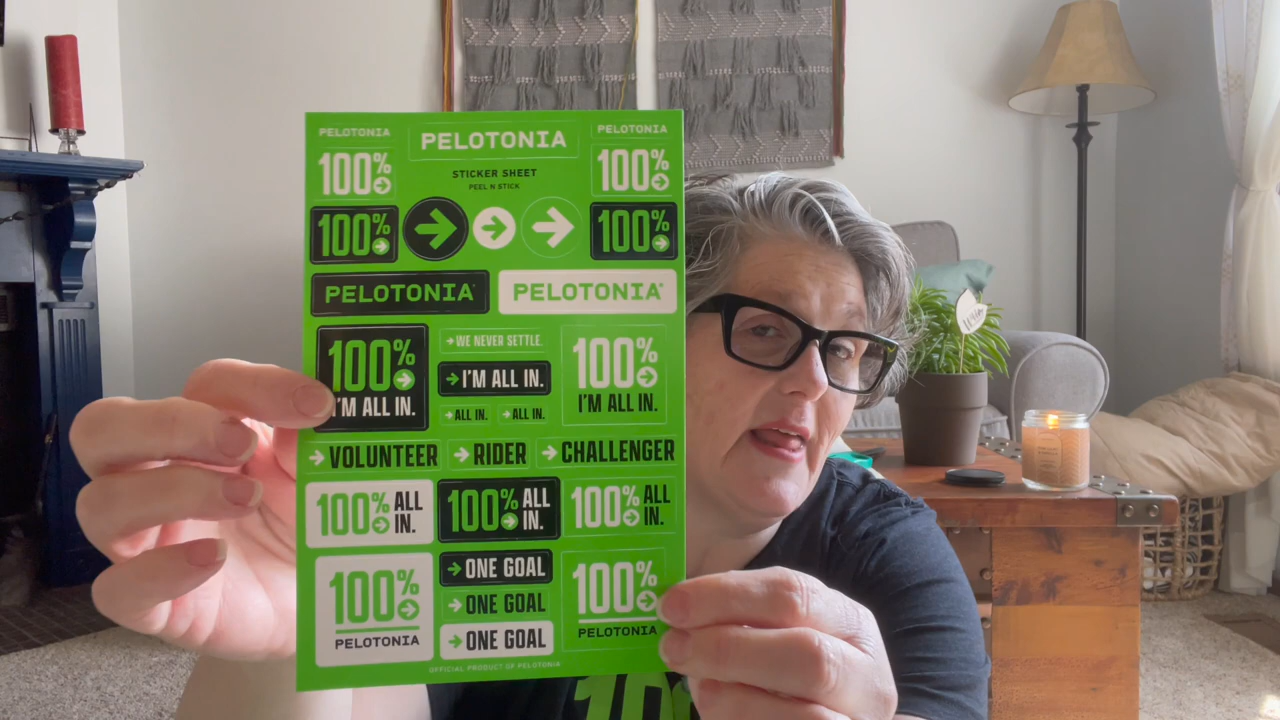 PELOTONIA
PELOTONIA
PELOTONIA
100%
STICKER SHEET
PEEL N STICK
100%
100%
100%
PELOTONIA
PELOTONIA
100%
I'M ALL IN.
WE NEVER SETTLE.
I'M ALL IN.
ALL IN.
ALL IN.
100%
I'M ALL IN.
VOLUNTEER
RIDER
CHALLENGER
100% ALL IN.
100% ALL IN.
100% ALL IN.
100%
PELOTONIA
ONE GOAL
ONE GOAL
ONE GOAL
100%
PELOTONIA
OFFICIAL PRODUCT OF PELOTONIA